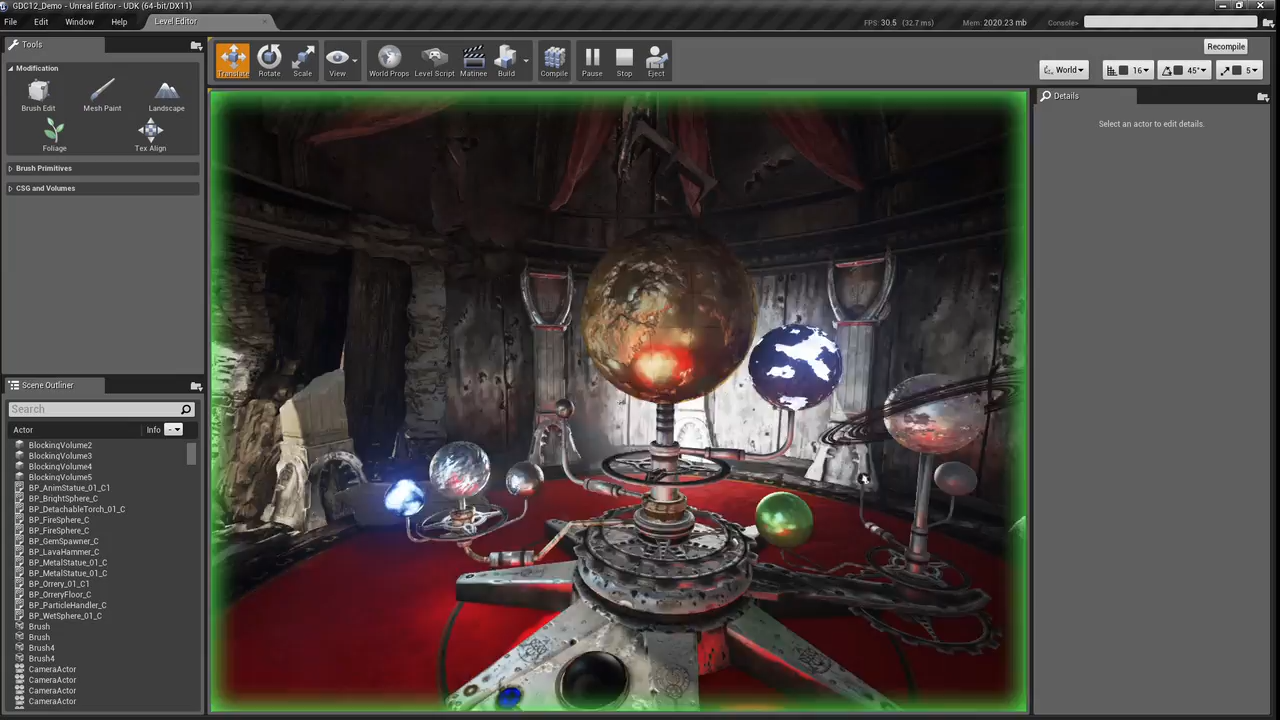 GDC12_Demo - Unreal Editor - UDK (64-bit/DX11)
File Edit Window Help
Level Editor
FPS: 30.5 (32.7 ms) Mem: 2020.23 mb Console>
Tools
Modification
Brush Edit Mesh Paint Landscape
Foliage Tex Align
Brush Primitives
CSG and Volumes
Translate Rotate Scale View World Props Level Script Matinee Build Compile Pause Stop Eject
Recompile
World 16 45° 5
Details
Select an actor to edit details.
Scene Outliner
Search
Actor Info -
BlockingVolume2
BlockingVolume3
BlockingVolume4
BlockingVolume5
BP_AnimStatue_01_C1
BP_BrightSphere_C
BP_DetachableTorch_01_C
BP_FireSphere_C
BP_FireSphere_C
BP_GemSpawner_C
BP_LavaHammer_C
BP_MetalStatue_01_C
BP_MetalStatue_01_C
BP_Orrery_01_C1
BP_OrreryFloor_C
BP_ParticleHandler_C
BP_WetSphere_01_C
Brush
Brush
Brush4
Brush4
CameraActor
CameraActor
CameraActor
CameraActor